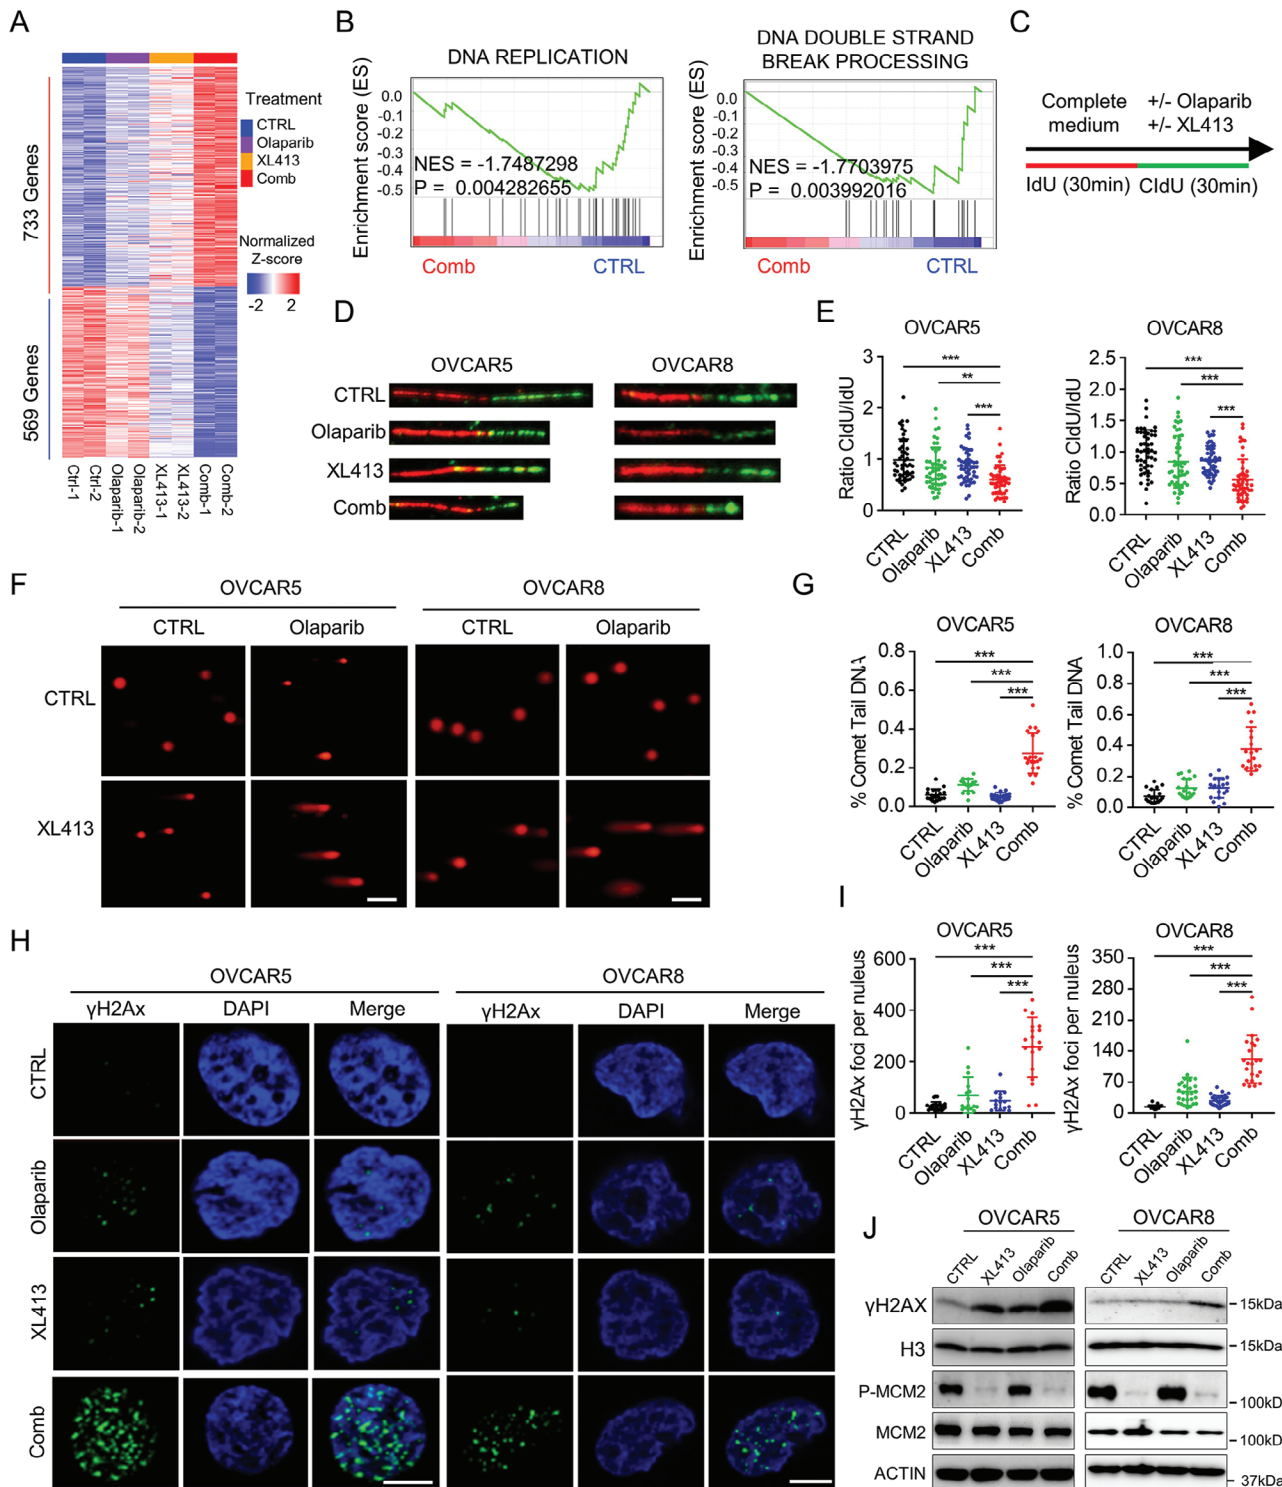 A
Treatment
CTRL
Olaparib
XL413
Comb
Normalized
Z-score
-2 2
733 Genes
569 Genes
Ctrl-1
Ctrl-2
Olaparib-1
Olaparib-2
XL413-1
XL413-2
Comb-1
Comb-2
B
DNA REPLICATION
Enrichment score (ES)
0.0
-0.1
-0.2
-0.3
-0.4
-0.5
NES = -1.7487298
P = 0.004282655
Comb CTRL
DNA DOUBLE STRAND
BREAK PROCESSING
Enrichment score (ES)
0.0
-0.1
-0.2
-0.3
-0.4
-0.5
NES = -1.7703975
P = 0.003992016
Comb CTRL
C
Complete +/- Olaparib
medium +/- XL413
IdU (30min) CIdU (30min)
D
OVCAR5 OVCAR8
CTRL
Olaparib
XL413
Comb
E
OVCAR5
Ratio CIdU/IdU
3
2
1
0
***
**
***
CTRL
Olaparib
XL413
Comb
OVCAR8
Ratio CIdU/IdU
2.5
2.0
1.5
1.0
0.5
0.0
***
***
***
CTRL
Olaparib
XL413
Comb
F
OVCAR5 OVCAR8
CTRL Olaparib CTRL Olaparib
CTRL
XL413
G
OVCAR5
% Comet Tail DNA
0.8
0.6
0.4
0.2
0.0
***
***
***
CTRL
Olaparib
XL413
Comb
OVCAR8
% Comet Tail DNA
1.0
0.8
0.6
0.4
0.2
0.0
***
***
***
CTRL
Olaparib
XL413
Comb
H
OVCAR5 OVCAR8
γH2Ax DAPI Merge γH2Ax DAPI Merge
CTRL
Olaparib
XL413
Comb
I
OVCAR5
γH2Ax foci per nuleus
600
400
200
0
***
***
***
CTRL
Olaparib
XL413
Comb
OVCAR8
γH2Ax foci per nuleus
350
280
210
140
70
0
***
***
***
CTRL
Olaparib
XL413
Comb
J
OVCAR5 OVCAR8
CTRL XL413 Olaparib Comb CTRL XL413 Olaparib Comb
γH2AX 15kDa
H3 15kDa
P-MCM2 100kD
MCM2 100kD
ACTIN 37kDa